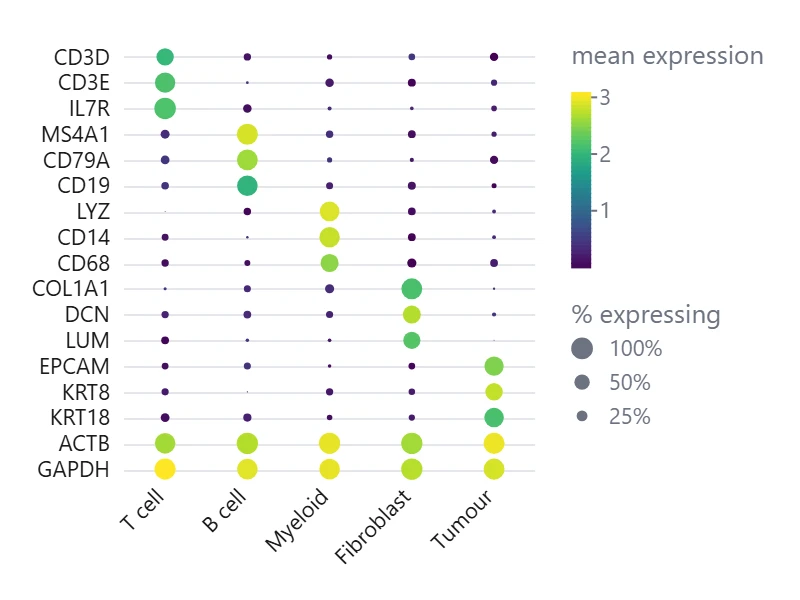 CD3D
CD3E
IL7R
MS4A1
CD79A
CD19
LYZ
CD14
CD68
COL1A1
DCN
LUM
EPCAM
KRT8
KRT18
ACTB
GAPDH
T cell
B cell
Myeloid
Fibroblast
Tumour
mean expression
3
2
1
% expressing
100%
50%
25%